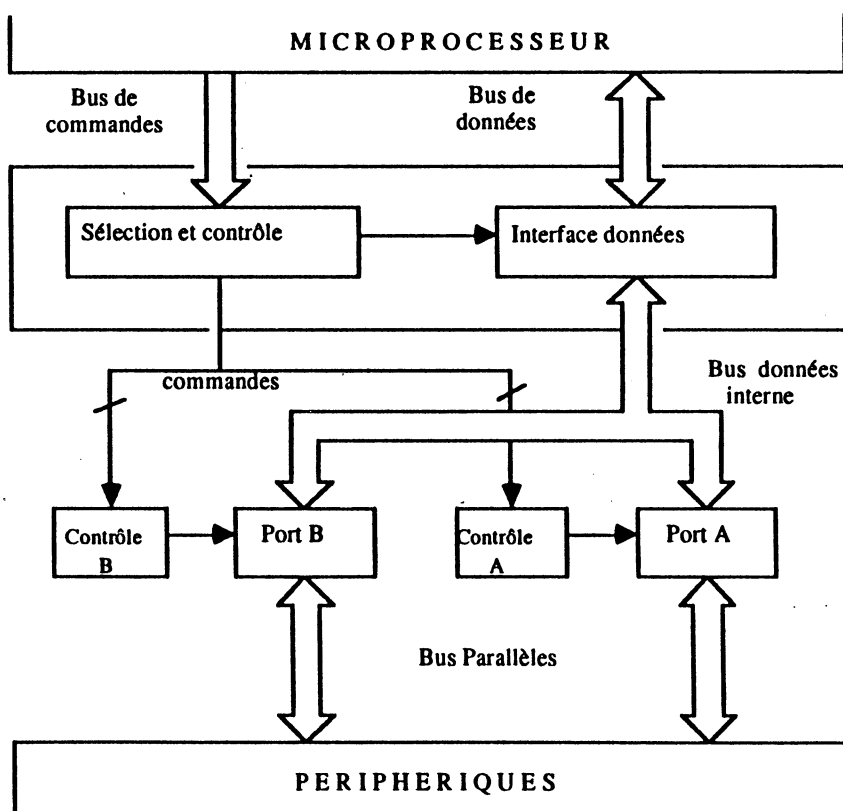 MICROPROCESSEUR
Bus de
commandes
Bus de
données
Sélection et contrôle
Interface données
commandes
Bus données
interne
Contrôle
B
Port B
Contrôle
A
Port A
Bus Parallèles
PERIPHERIQUES